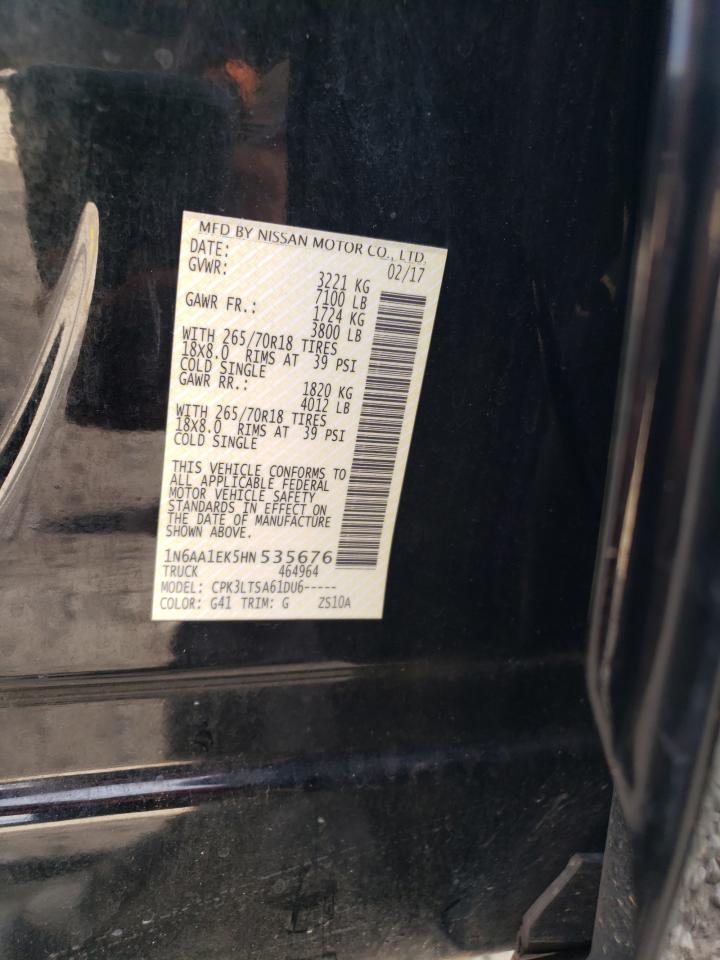 MFD BY NISSAN MOTOR CO., LTD.
DATE: 02/17
GVWR: 3221 KG
7100 LB
GAWR FR.: 1724 KG
3800 LB
WITH 265/70R18 TIRES
18X8.0 RIMS AT 39 PSI
COLD SINGLE
GAWR RR.: 1820 KG
4012 LB
WITH 265/70R18 TIRES
18X8.0 RIMS AT 39 PSI
COLD SINGLE
THIS VEHICLE CONFORMS TO
ALL APPLICABLE FEDERAL
MOTOR VEHICLE SAFETY
STANDARDS IN EFFECT ON
THE DATE OF MANUFACTURE
SHOWN ABOVE.
1N6AA1EK5HN535676
TRUCK 464964
MODEL: CPK3LTSA61DU6-----
COLOR: G41 TRIM: G ZS10A